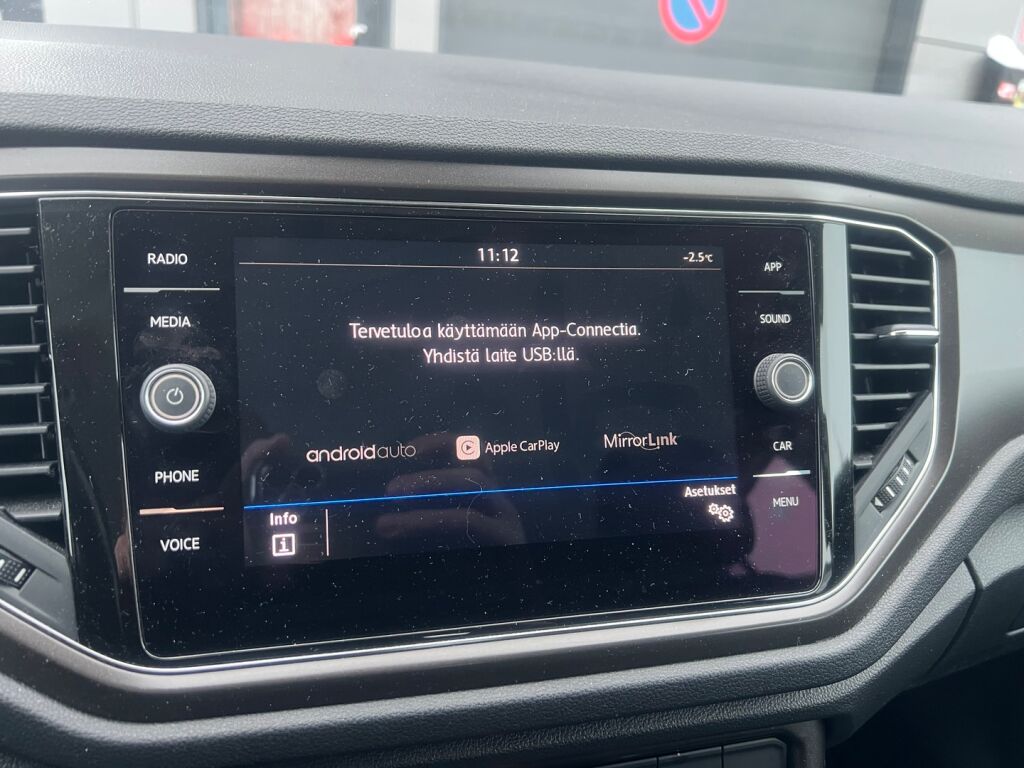 RADIO
MEDIA
PHONE
VOICE
11:12
-2.5°C
Tervetuloa käyttämään App-Connectia.
Yhdistä laite USB:llä.
androidauto
Apple CarPlay
MirrorLink
Info
i
Asetukset
APP
SOUND
CAR
MENU